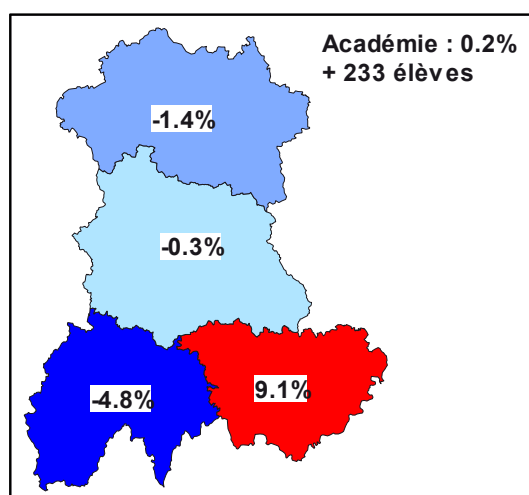 Académie : 0.2%
+ 233 élèves
-1.4%
-0.3%
-4.8%
9.1%